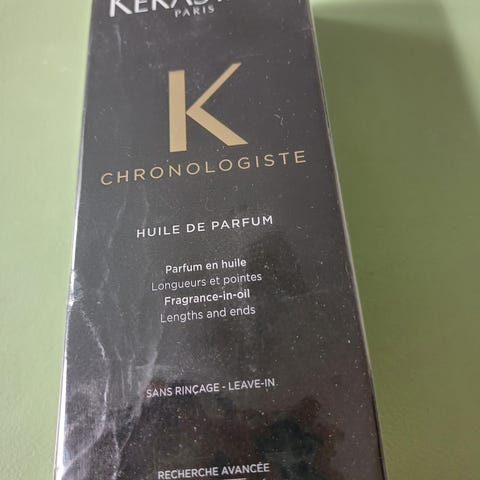 PARIS
K
CHRONOLOGISTE
HUILE DE PARFUM
Parfum en huile
Longueurs et pointes
Fragrance-in-oil
Lengths and ends
SANS RINÇAGE - LEAVE-IN
RECHERCHE AVANCÉE